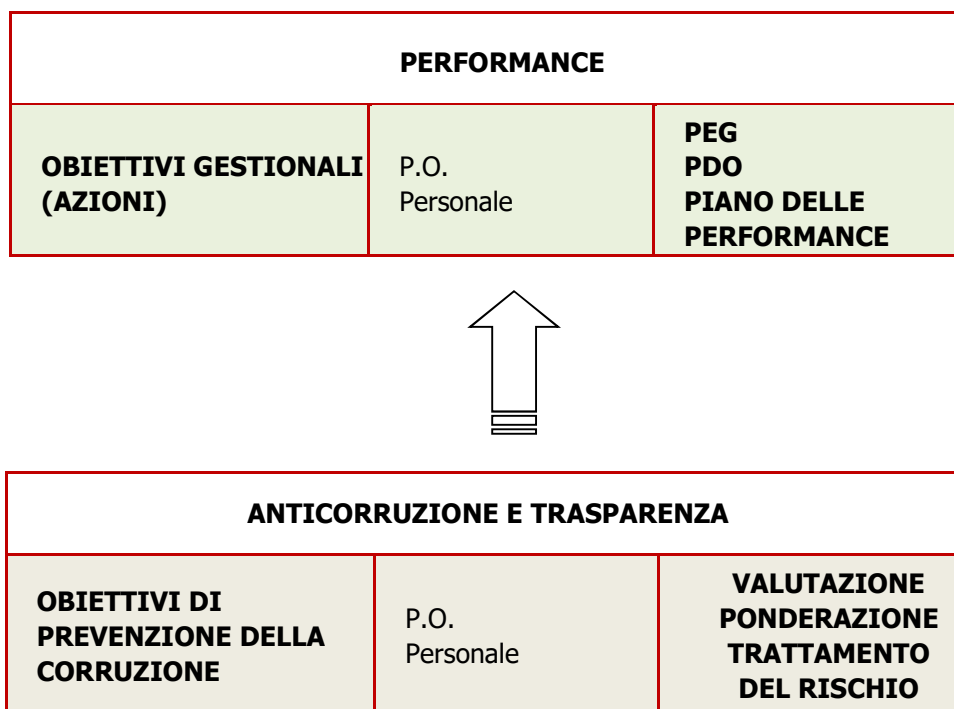 PERFORMANCE
OBIETTIVI GESTIONALI
(AZIONI)
P.O.
Personale
PEG
PDO
PIANO DELLE
PERFORMANCE
ANTICORRUZIONE E TRASPARENZA
OBIETTIVI DI
PREVENZIONE DELLA
CORRUZIONE
P.O.
Personale
VALUTAZIONE
PONDERAZIONE
TRATTAMENTO
DEL RISCHIO